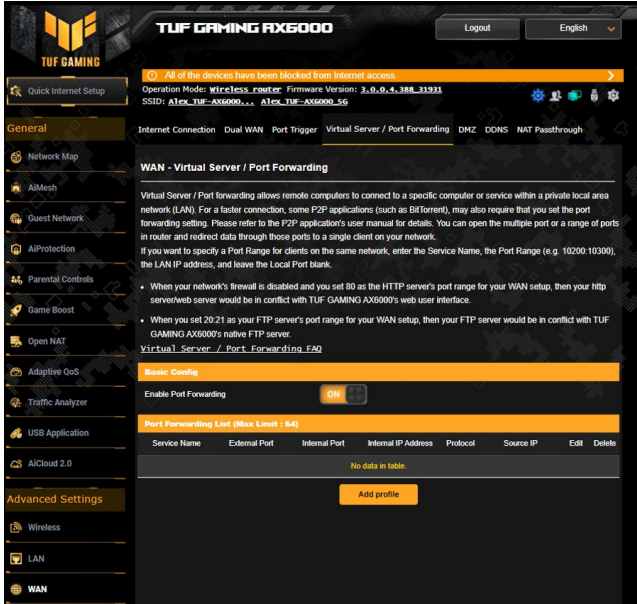 TUF GAMING AX6000
Logout
English
TUF GAMING
All of the devices have been blocked from Internet access.
Quick Internet Setup
Operation Mode: Wireless router Firmware Version: 3.0.0.4.388_31931
SSID: Alex_TUF-AX6000... Alex_TUF-AX6000_5G
General
Internet Connection Dual WAN Port Trigger Virtual Server / Port Forwarding DMZ DDNS NAT Passthrough
Network Map
AiMesh
Guest Network
AiProtection
Parental Controls
Game Boost
Open NAT
Adaptive QoS
Traffic Analyzer
USB Application
AiCloud 2.0
Advanced Settings
Wireless
LAN
WAN
WAN - Virtual Server / Port Forwarding
Virtual Server / Port forwarding allows remote computers to connect to a specific computer or service within a private local area
network (LAN). For a faster connection, some P2P applications (such as BitTorrent), may also require that you set the port
forwarding setting. Please refer to the P2P application's user manual for details. You can open the multiple port or a range of ports
in router and redirect data through those ports to a single client on your network.
If you want to specify a Port Range for clients on the same network, enter the Service Name, the Port Range (e.g. 10200:10300),
the LAN IP address, and leave the Local Port blank.
• When your network's firewall is disabled and you set 80 as the HTTP server's port range for your WAN setup, then your http
server/web server would be in conflict with TUF GAMING AX6000's web user interface.
• When you set 20:21 as your FTP server's port range for your WAN setup, then your FTP server would be in conflict with TUF
GAMING AX6000's native FTP server.
Virtual Server / Port Forwarding FAQ
Basic Config
Enable Port Forwarding ON
Port Forwarding List (Max Limit : 64)
Service Name External Port Internal Port Internal IP Address Protocol Source IP Edit Delete
No data in table.
Add profile